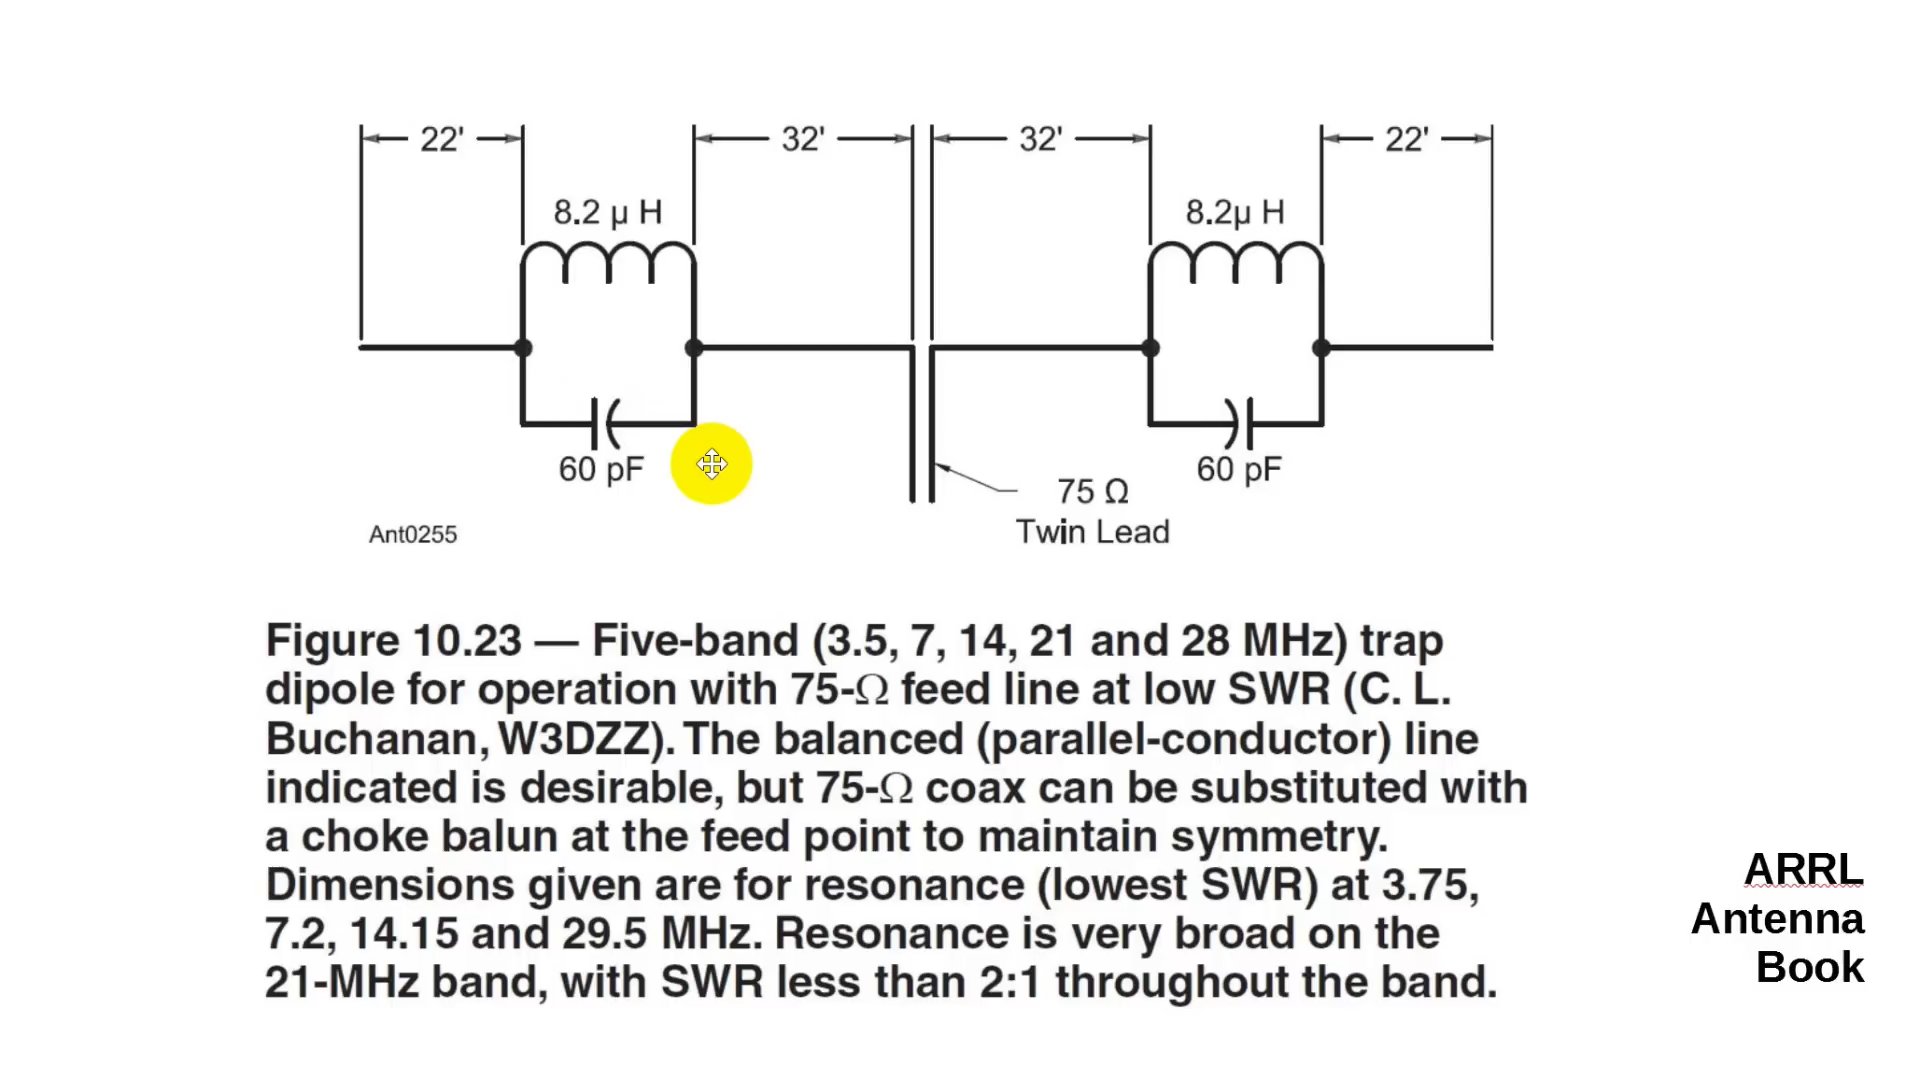 22' 32' 32' 22'
8.2 µ H 8.2µ H
60 pF 60 pF
75 Ω
Twin Lead
Ant0255
Figure 10.23 — Five-band (3.5, 7, 14, 21 and 28 MHz) trap
dipole for operation with 75-Ω feed line at low SWR (C. L.
Buchanan, W3DZZ). The balanced (parallel-conductor) line
indicated is desirable, but 75-Ω coax can be substituted with
a choke balun at the feed point to maintain symmetry.
Dimensions given are for resonance (lowest SWR) at 3.75,
7.2, 14.15 and 29.5 MHz. Resonance is very broad on the
21-MHz band, with SWR less than 2:1 throughout the band.
ARRL
Antenna
Book